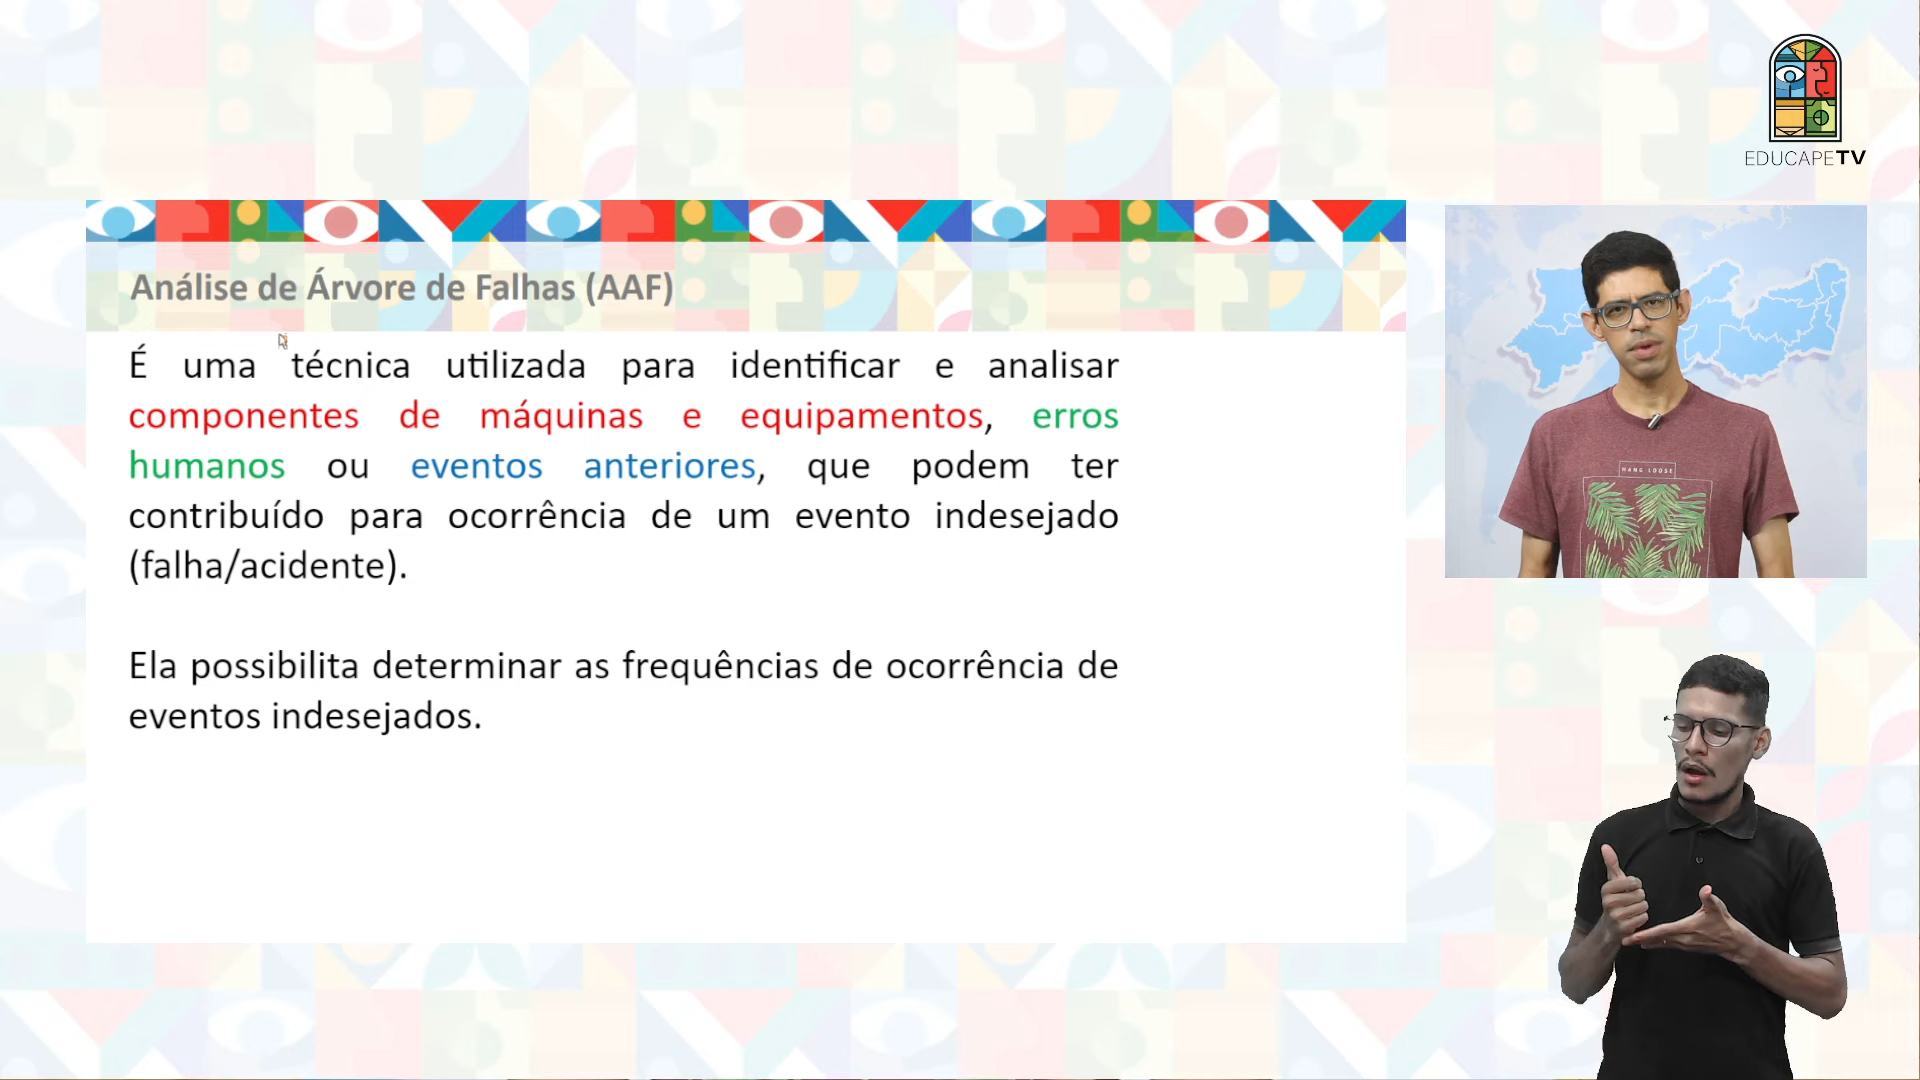 EDUCAPETV
Análise de Árvore de Falhas (AAF)
É uma técnica utilizada para identificar e analisar
componentes de máquinas e equipamentos, erros
humanos ou eventos anteriores, que podem ter
contribuído para ocorrência de um evento indesejado
(falha/acidente).
Ela possibilita determinar as frequências de ocorrência de
eventos indesejados.
HANG LOOSE